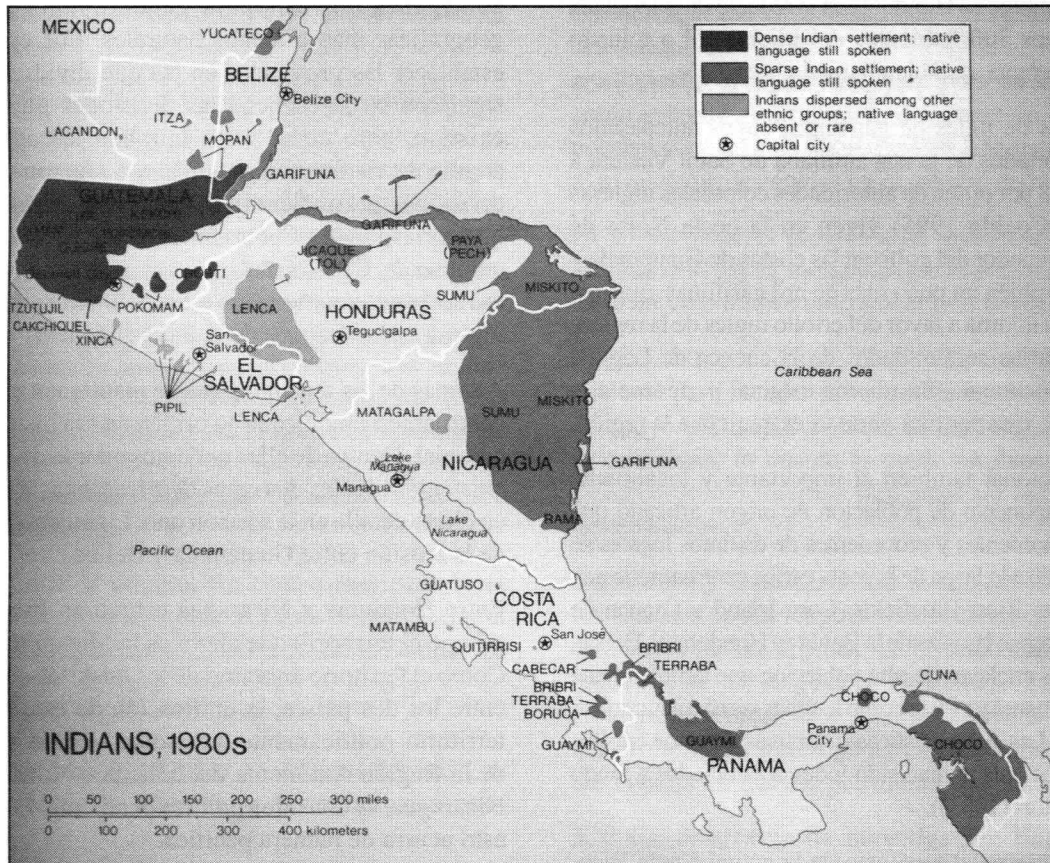 MEXICO
YUCATECO
BELIZE
Belize City
ITZA
LACANDON
MOPAN
GARIFUNA
GUATEMALA
KEKCHI
GARIFUNA
JICAQUE
(TOL)
PAYA
(PECH)
SUMU
MISKITO
CHORTI
POKOMAM
TZUTUJIL
CAKCHIQUEL
XINCA
LENCA
HONDURAS
Tegucigalpa
San
Salvador
EL
SALVADOR
PIPIL
LENCA
MATAGALPA
SUMU
MISKITO
Caribbean Sea
NICARAGUA
GARIFUNA
Lake
Managua
Managua
RAMA
Lake
Nicaragua
Pacific Ocean
GUATUSO
COSTA
RICA
MATAMBU
San José
QUITIRRISI
BRIBRI
CABECAR
TERRABA
BRIBRI
TERRABA
BORUCA
GUAYMI
GUAYMI
PANAMA
CUNA
CHOCO
Panama
City
CHOCO
Dense Indian settlement; native
language still spoken
Sparse Indian settlement; native
language still spoken
Indians dispersed among other
ethnic groups; native language
absent or rare
Capital city
INDIANS, 1980s
0 50 100 150 200 250 300 miles
0 100 200 300 400 kilometers